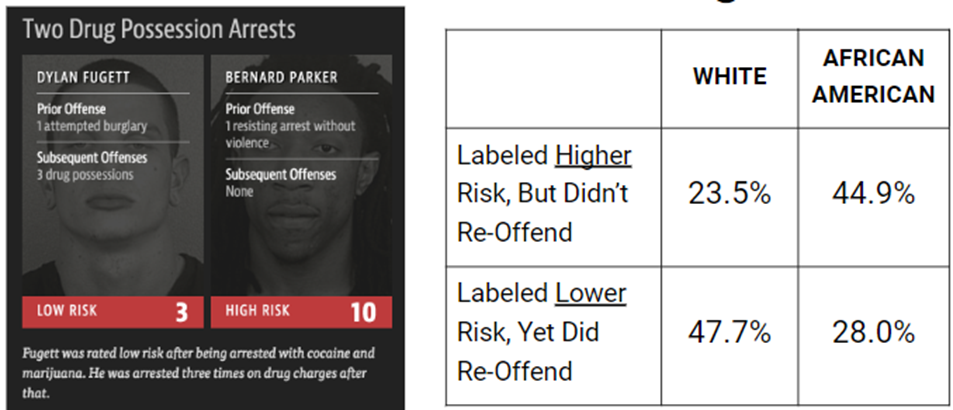 Two Drug Possession Arrests
DYLAN FUGETT
Prior Offense
1 attempted burglary
Subsequent Offenses
3 drug possessions
LOW RISK 3
BERNARD PARKER
Prior Offense
1 resisting arrest without
violence
Subsequent Offenses
None
HIGH RISK 10
Fugett was rated low risk after being arrested with cocaine and
marijuana. He was arrested three times on drug charges after
that.
WHITE
AFRICAN
AMERICAN
Labeled Higher
Risk, But Didn’t
Re-Offend
23.5%
44.9%
Labeled Lower
Risk, Yet Did
Re-Offend
47.7%
28.0%